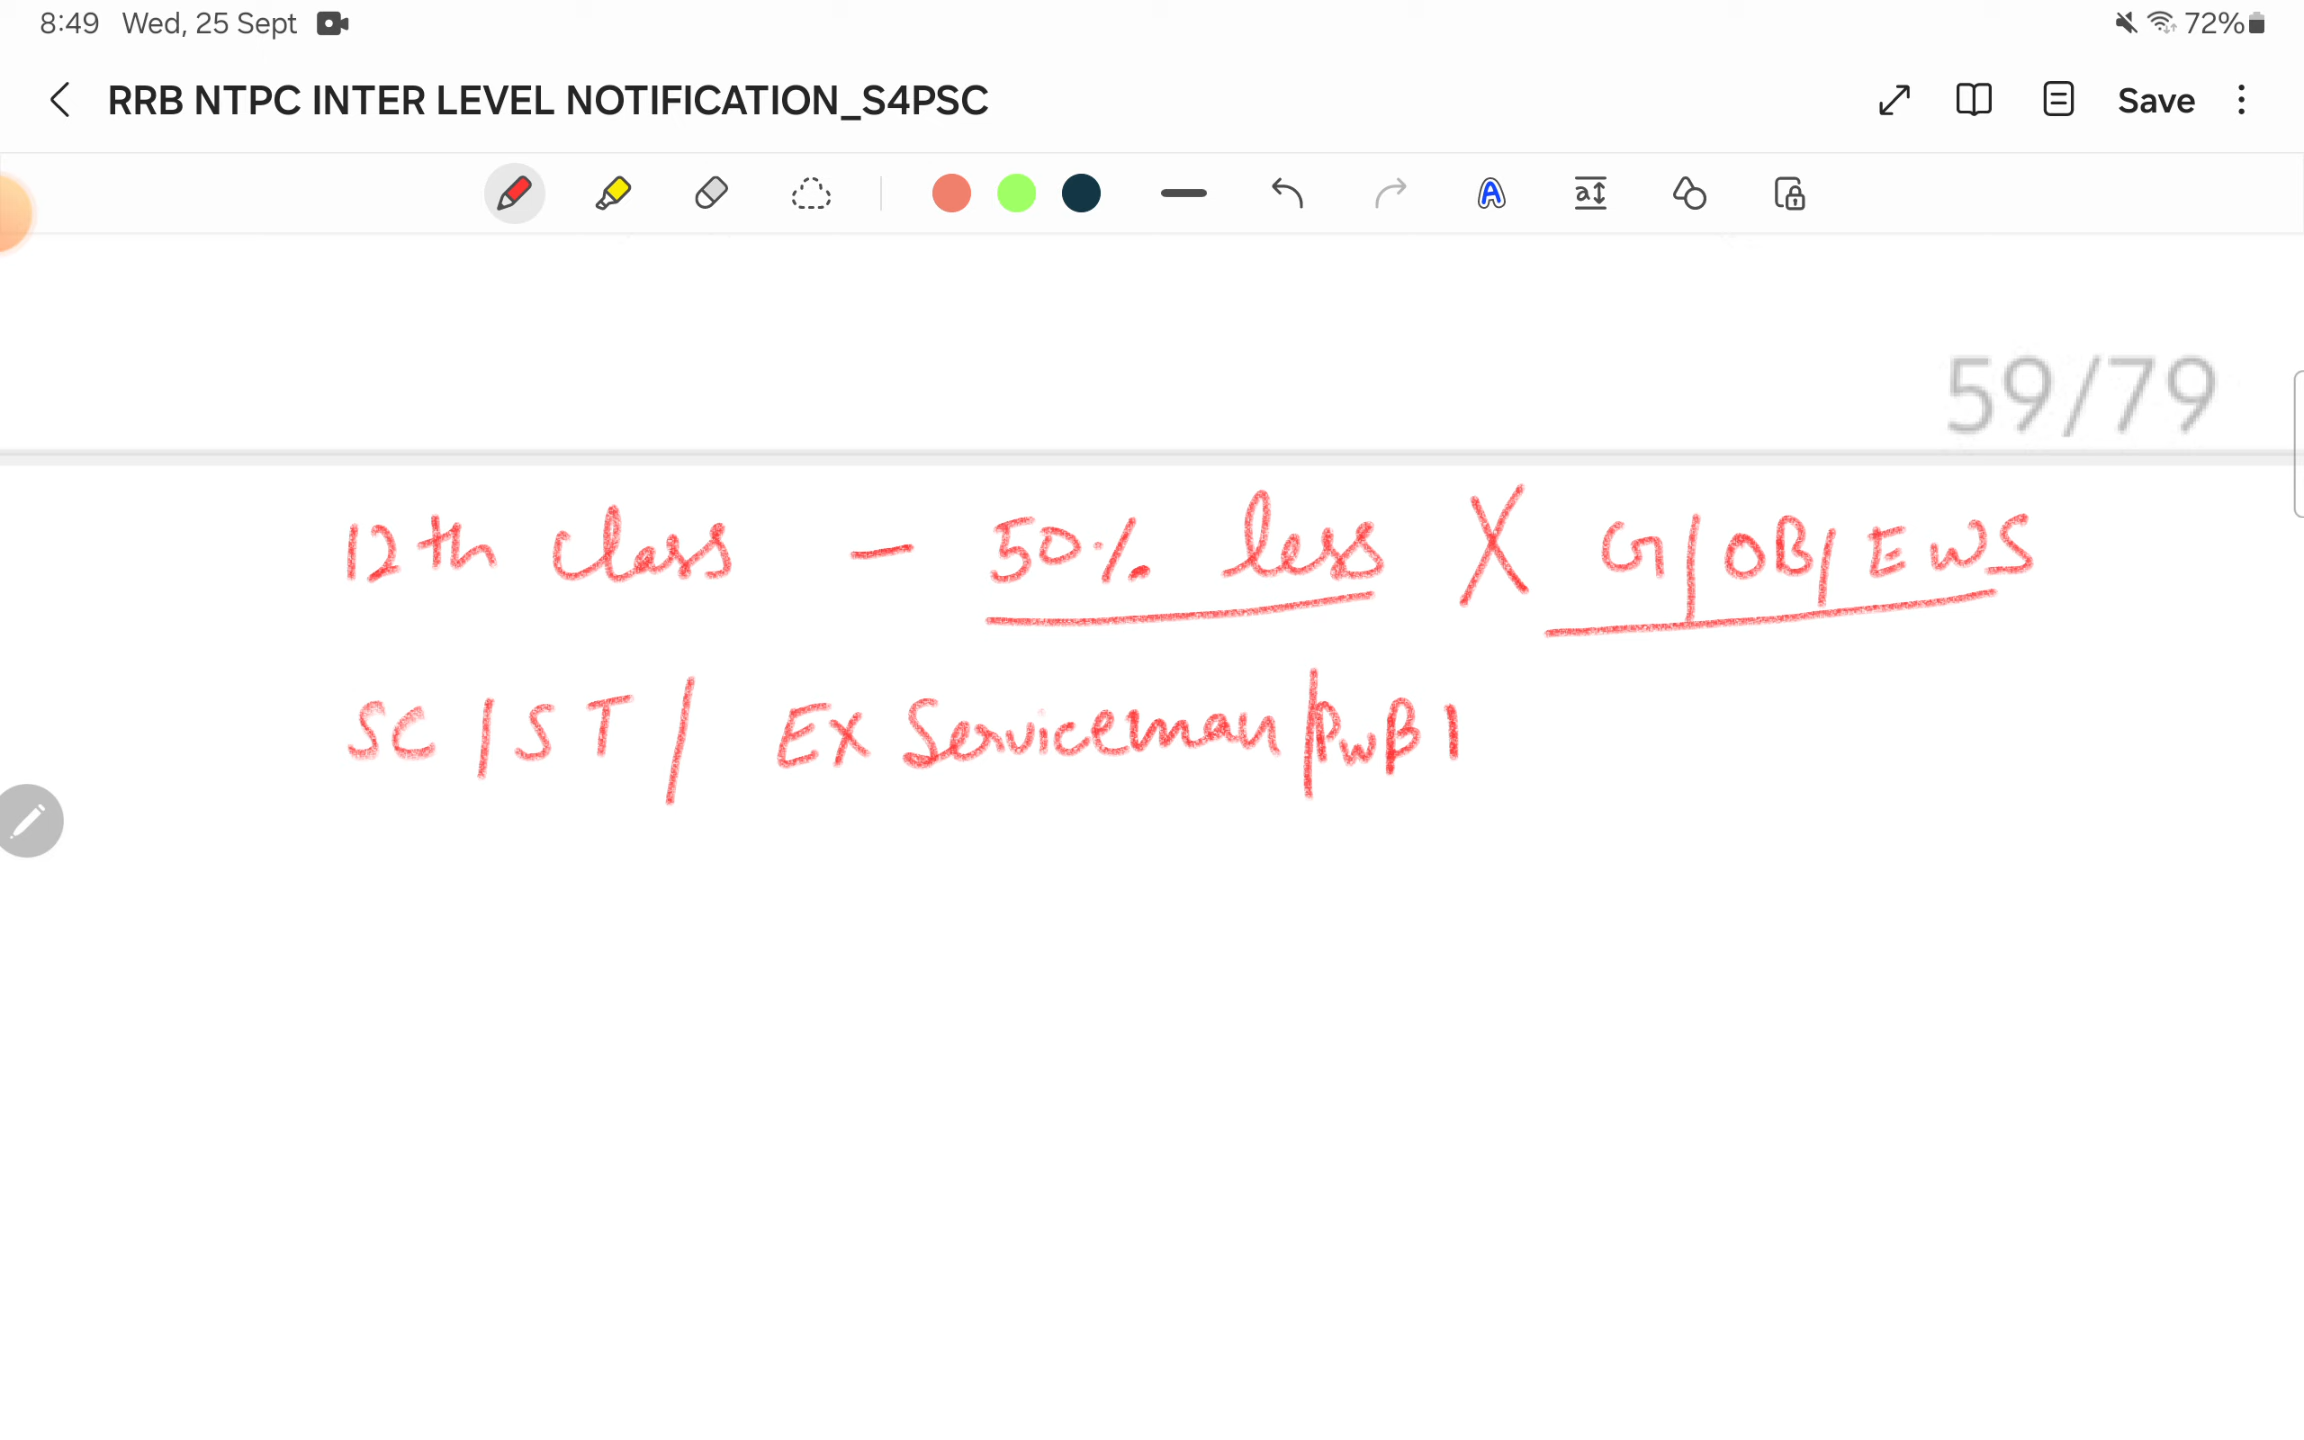 8:49 Wed, 25 Sept 72%
RRB NTPC INTER LEVEL NOTIFICATION_S4PSC Save
59/79
12th class - 50% less X G/OB/EWS
SC/ST/ Ex Serviceman/PwB1